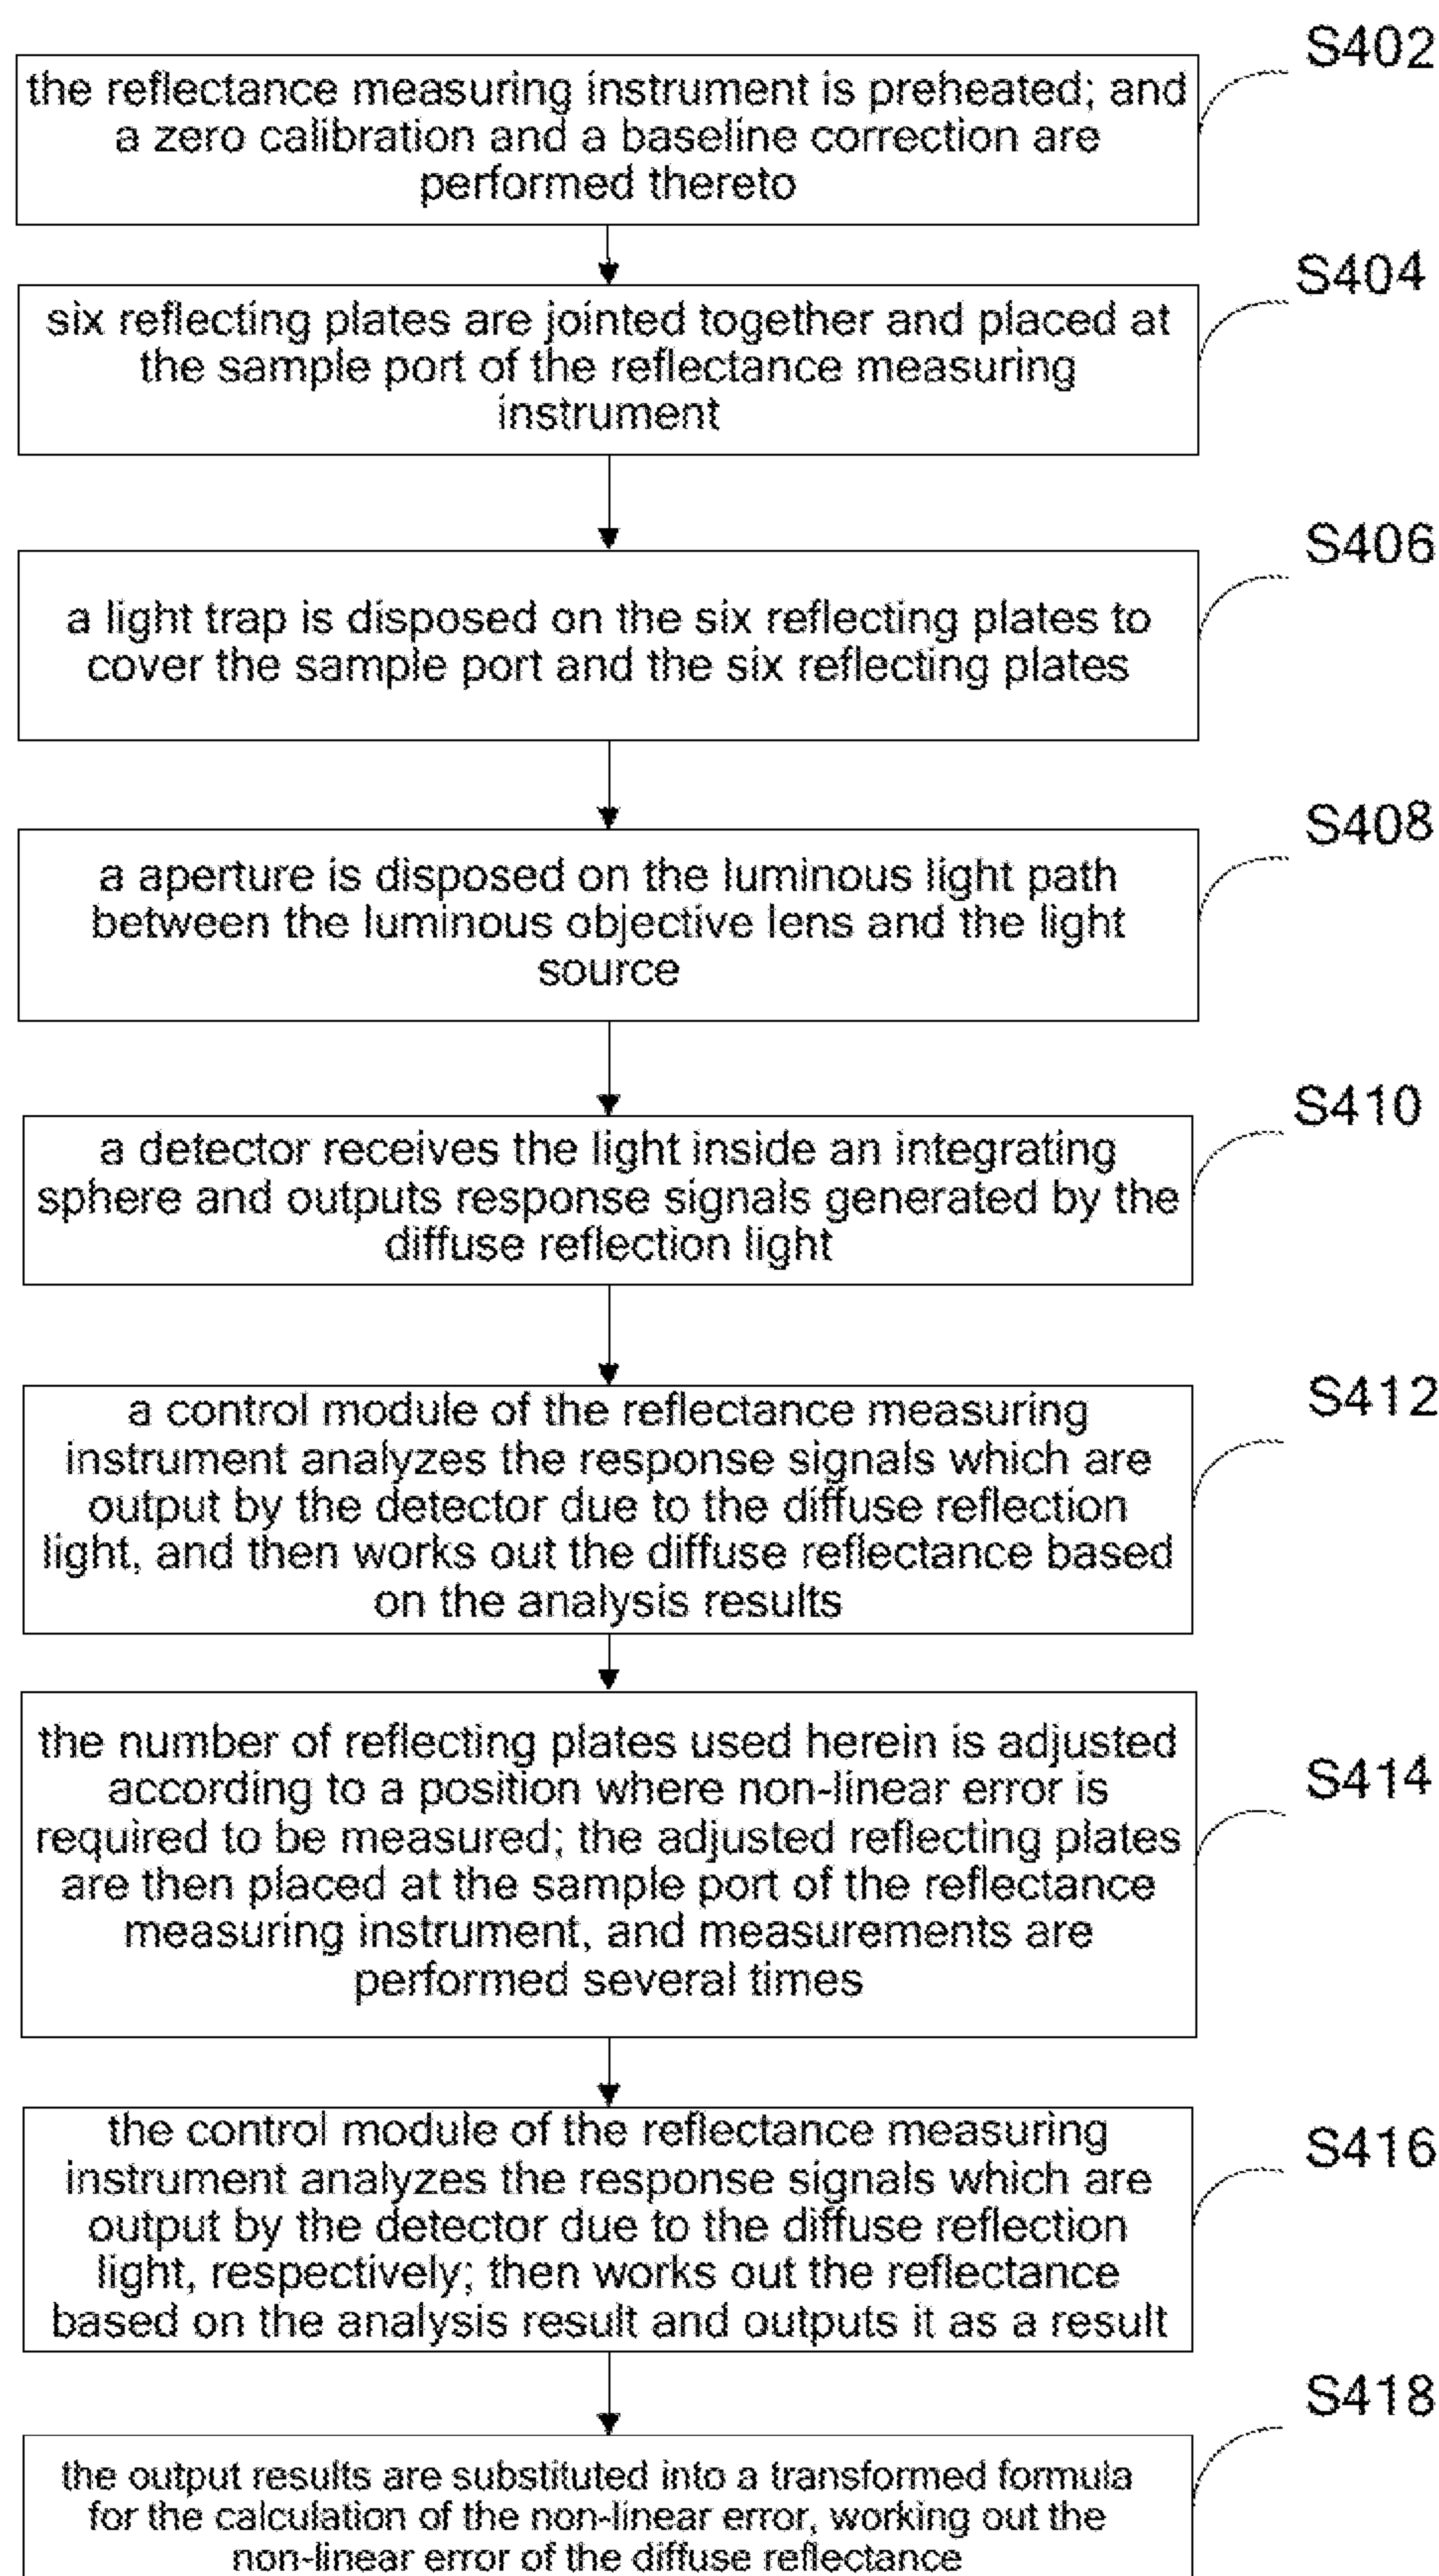 S402
the reflectance measuring instrument is preheated; and
a zero calibration and a baseline correction are
performed thereto
S404
six reflecting plates are jointed together and placed at
the sample port of the reflectance measuring
instrument
S406
a light trap is disposed on the six reflecting plates to
cover the sample port and the six reflecting plates
S408
a aperture is disposed on the luminous light path
between the luminous objective lens and the light
source
S410
a detector receives the light inside an integrating
sphere and outputs response signals generated by the
diffuse reflection light
S412
a control module of the reflectance measuring
instrument analyzes the response signals which are
output by the detector due to the diffuse reflection
light, and then works out the diffuse reflectance based
on the analysis results
S414
the number of reflecting plates used herein is adjusted
according to a position where non-linear error is
required to be measured; the adjusted reflecting plates
are then placed at the sample port of the reflectance
measuring instrument, and measurements are
performed several times
S416
the control module of the reflectance measuring
instrument analyzes the response signals which are
output by the detector due to the diffuse reflection
light, respectively; then works out the reflectance
based on the analysis result and outputs it as a result
S418
the output results are substituted into a transformed formula
for the calculation of the non-linear error, working out the
non-linear error of the diffuse reflectance